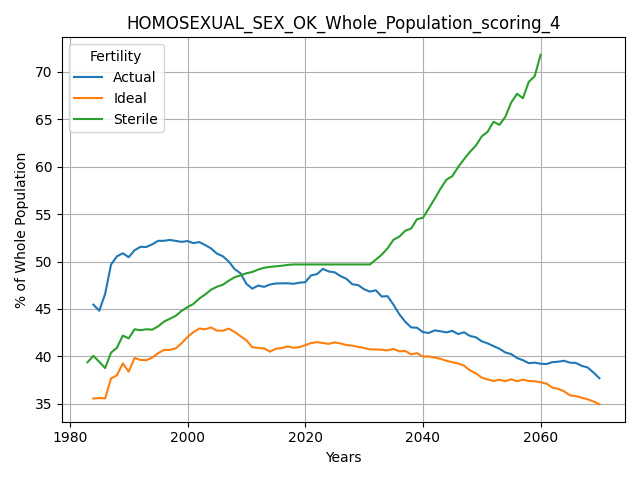 HOMOSEXUAL_SEX_OK_Whole_Population_scoring_4
Fertility
Actual
Ideal
Sterile
% of Whole Population
70
65
60
55
50
45
40
35
1980
2000
2020
2040
2060
Years